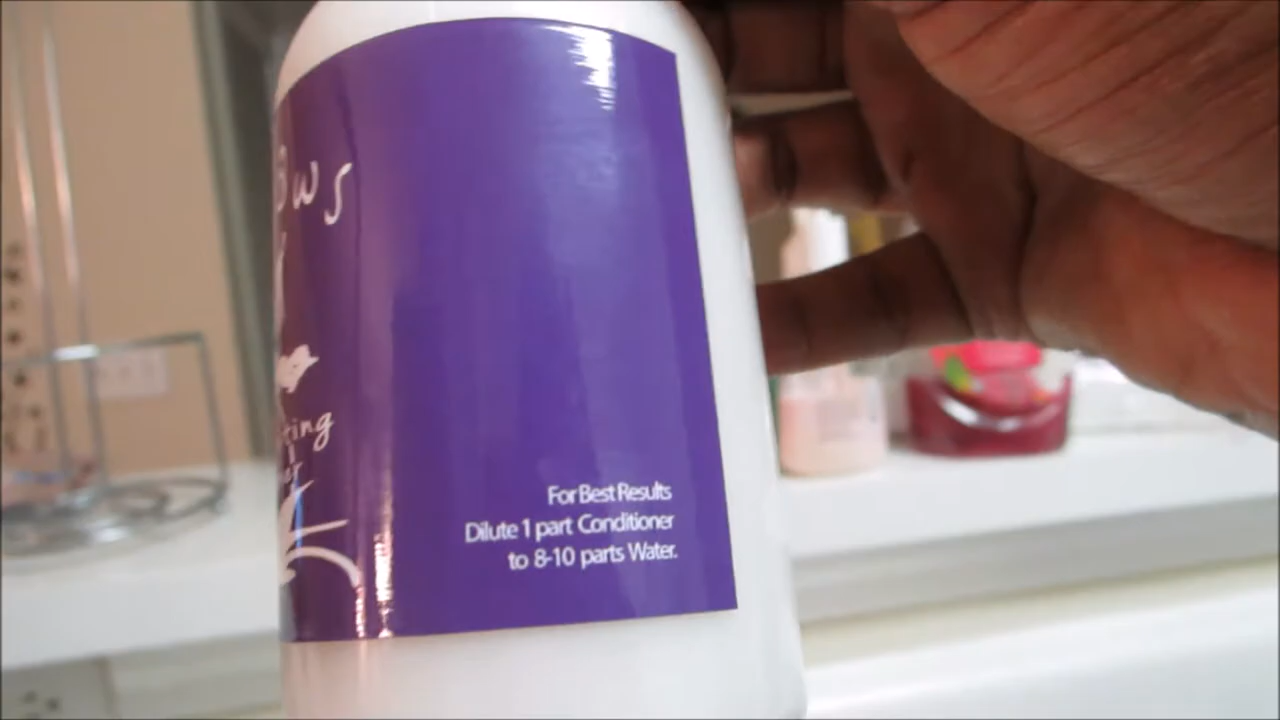 For Best Results
Dilute 1 part Conditioner
to 8-10 parts Water.